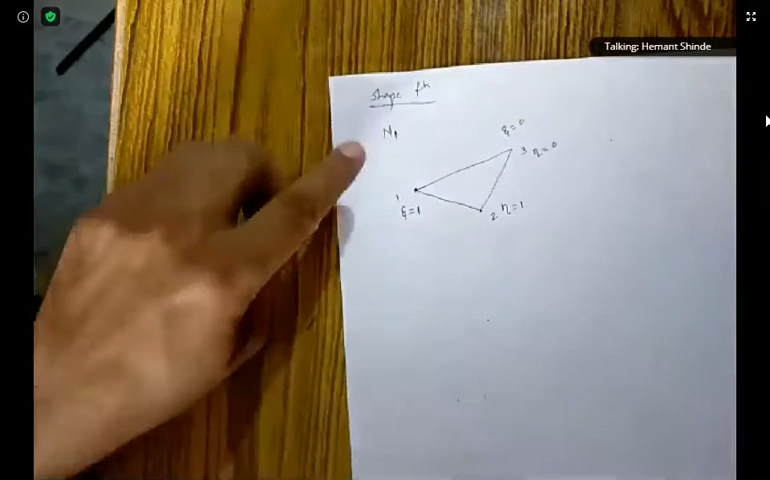 Talking: Hemant Shinde
Shape fn
N1
ξ=0
3 η=0
1
ξ=1
2 η=1